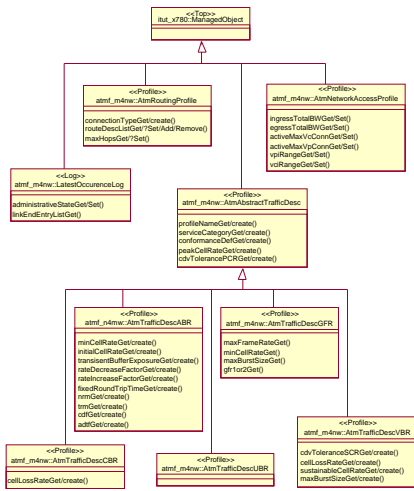 <<Top>>
itut_x780::ManagedObject
<<Profile>>
atmf_m4nw::AtmRoutingProfile
connectionTypeGet/create()
routeDescListGet/?Set/Add/Remove()
maxHopsGet/?Set()
<<Profile>>
atmf_m4nw::AtmNetworkAccessProfile
ingressTotalBWGet/Set()
egressTotalBWGet/Set()
activeMaxVcConnGet/Set()
activeMaxVpConnGet/Set()
vpiRangeGet/Set()
vciRangeGet/Set()
<<Log>>
atmf_m4nw::LatestOccurenceLog
administrativeStateGet/Set()
linkEndEntryListGet()
<<Profile>>
atmf_m4nw::AtmAbstractTrafficDesc
profileNameGet/create()
serviceCategoryGet/create()
conformanceDefGet/create()
peakCellRateGet/create()
cdvTolerancePCRGet/create()
<<Profile>>
atmf_n4mw::AtmTrafficDescABR
minCellRateGet/create()
initialCellRateGet/create()
transisentBufferExposureGet/create()
rateDecreaseFactorGet/create()
rateIncreaseFactorGet/create()
fixedRoundTripTimeGet/create()
nrmGet/create()
trmGet/create()
cdfGet/create()
adtfGet/create()
<<Profile>>
atmf_m4nw::AtmTrafficDescGFR
maxFrameRateGet/create()
minCellRateGet()
maxBurstSizeGet()
gfr1or2Get()
<<Profile>>
atmf_m4nw::AtmTrafficDescVBR
cdvToleranceSCRGet/create()
cellLossRateGet/create()
sustainableCellRateGet/create()
maxBurstSizeGet/create()
<<Profile>>
atmf_m4nw::AtmTrafficDescCBR
cellLossRateGet/create()
<<Profile>>
atmf_m4nw::AtmTrafficDescUBR